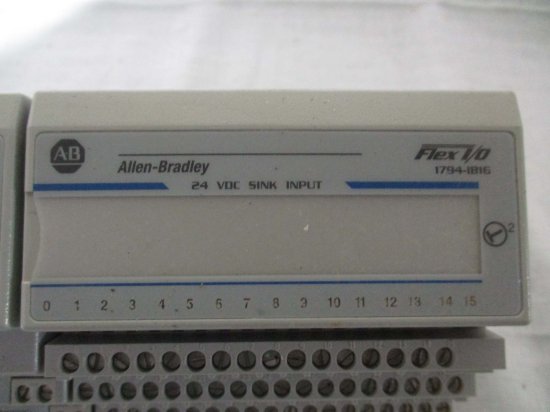 AB
Allen-Bradley
Flex I/O
24 VDC SINK INPUT
1794-IB16
2
0 1 2 3 4 5 6 7 8 9 10 11 12 13 14 15